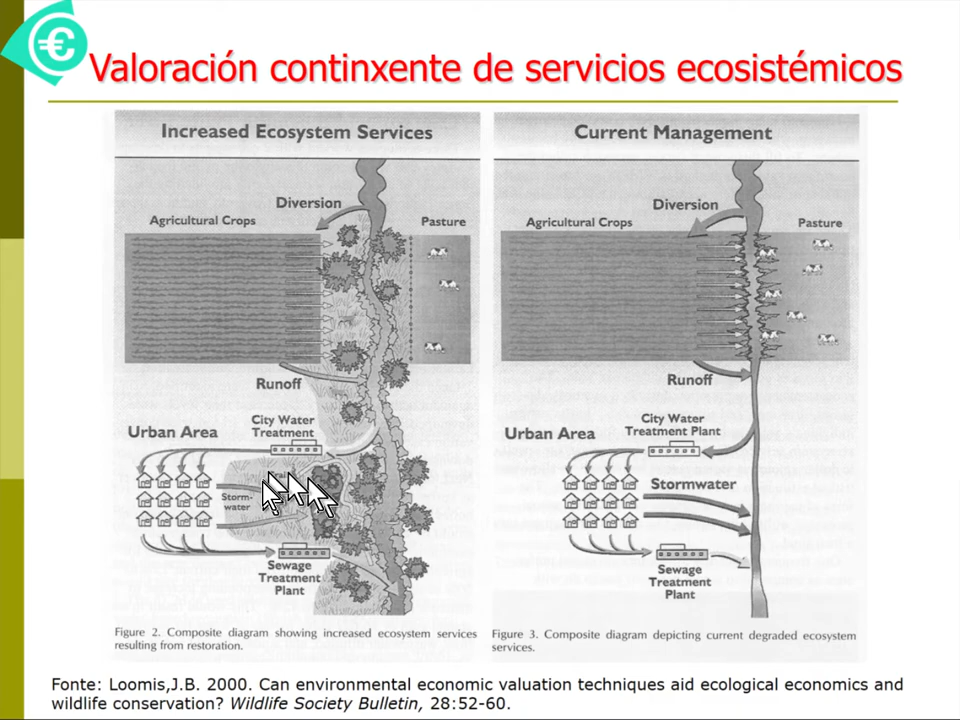 €
Valoración continxente de servicios ecosistémicos
Increased Ecosystem Services
Diversion
Agricultural Crops
Pasture
Runoff
City Water
Treatment
Urban Area
Storm-
water
Sewage
Treatment
Plant
Figure 2. Composite diagram showing increased ecosystem services
resulting from restoration.
Current Management
Diversion
Agricultural Crops
Pasture
Runoff
City Water
Treatment Plant
Urban Area
Stormwater
Sewage
Treatment
Plant
Figure 3. Composite diagram depicting current degraded ecosystem
services.
Fonte: Loomis,J.B. 2000. Can environmental economic valuation techniques aid ecological economics and
wildlife conservation? Wildlife Society Bulletin, 28:52-60.